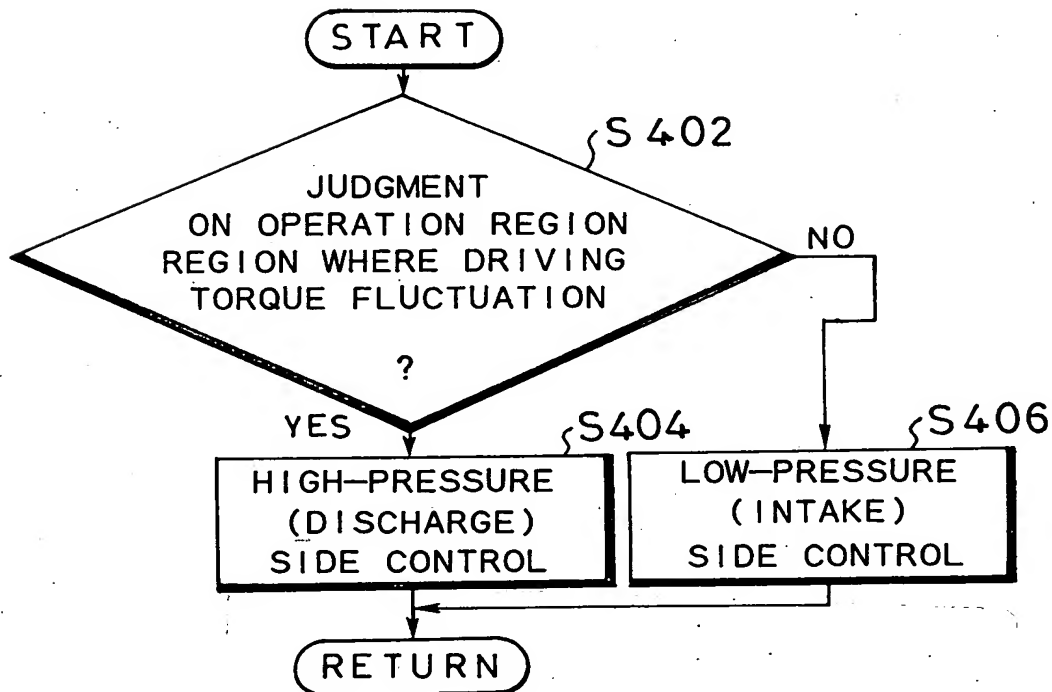 START
S402
JUDGMENT
ON OPERATION REGION
REGION WHERE DRIVING
TORQUE FLUCTUATION
?
NO
YES
S404
HIGH-PRESSURE
(DISCHARGE)
SIDE CONTROL
S406
LOW-PRESSURE
(INTAKE)
SIDE CONTROL
RETURN